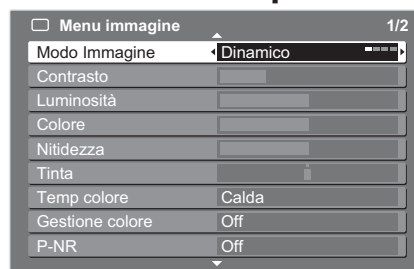 Menu immagine 1/2
Modo Immagine Dinamico
Contrasto
Luminosità
Colore
Nitidezza
Tinta
Temp colore Calda
Gestione colore Off
P-NR Off